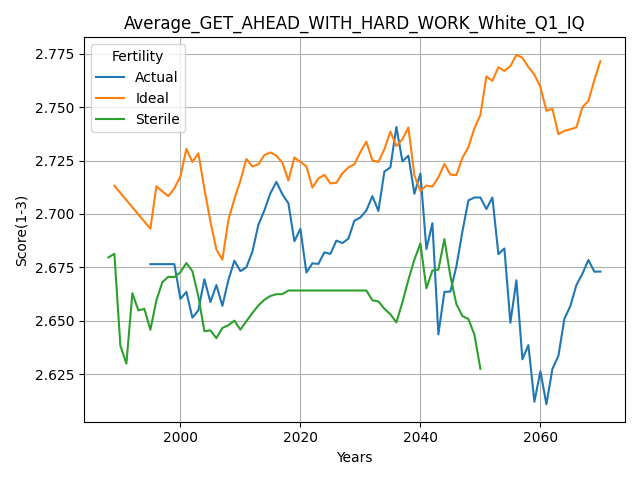 Average_GET_AHEAD_WITH_HARD_WORK_White_Q1_IQ
Fertility
Actual
Ideal
Sterile
Score(1-3)
2.775
2.750
2.725
2.700
2.675
2.650
2.625
2000
2020
2040
2060
Years